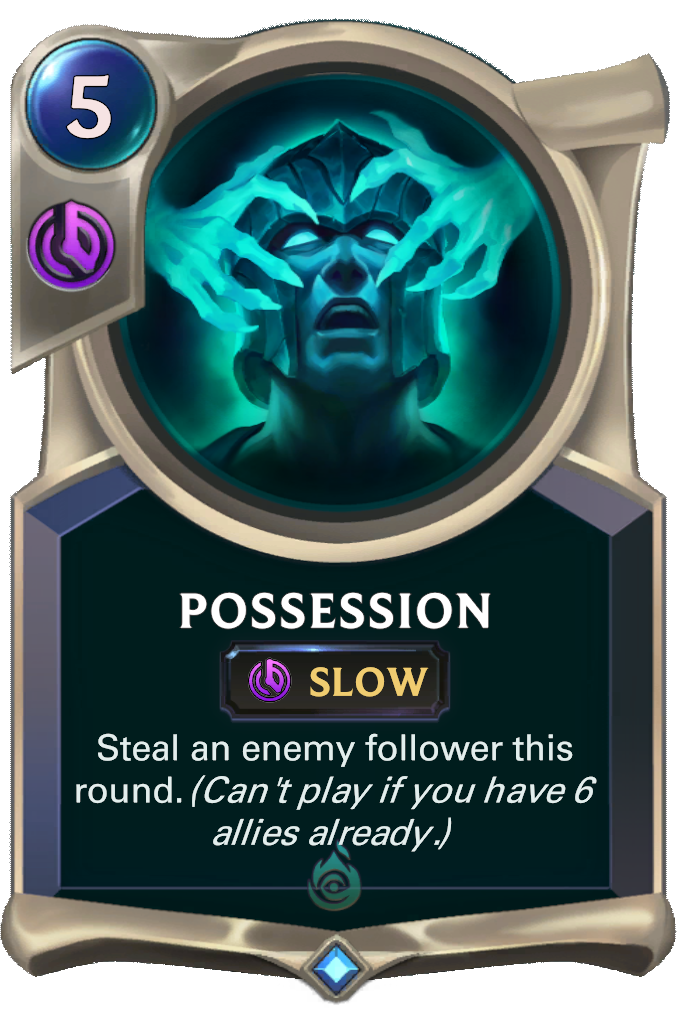 5
POSSESSION
SLOW
Steal an enemy follower this
round. (Can't play if you have 6
allies already.)